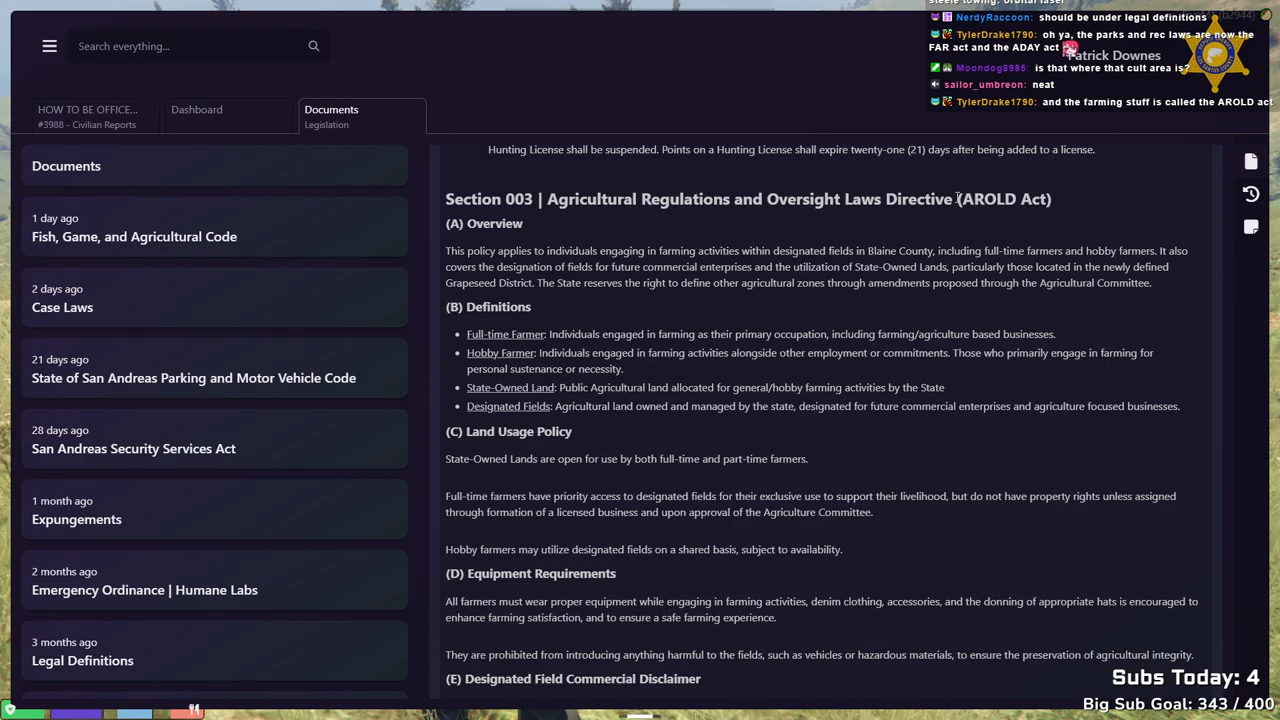 steele towing: orbital laser
NerdyRaccoon: should be under legal definitions
TylerDrake1790: oh ya, the parks and rec laws are now the
FAR act and the ADAY act
Moondog8985: is that where that cult area is?
sailor_umbreon: neat
TylerDrake1790: and the farming stuff is called the AROLD act
Patrick Downes
Search everything...
HOW TO BE OFFICE...
#3988 - Civilian Reports
Dashboard
Documents
Legislation
Documents
1 day ago
Fish, Game, and Agricultural Code
2 days ago
Case Laws
21 days ago
State of San Andreas Parking and Motor Vehicle Code
28 days ago
San Andreas Security Services Act
1 month ago
Expungements
2 months ago
Emergency Ordinance | Humane Labs
3 months ago
Legal Definitions
Hunting License shall be suspended. Points on a Hunting License shall expire twenty-one (21) days after being added to a license.
Section 003 | Agricultural Regulations and Oversight Laws Directive (AROLD Act)
(A) Overview
This policy applies to individuals engaging in farming activities within designated fields in Blaine County, including full-time farmers and hobby farmers. It also
covers the designation of fields for future commercial enterprises and the utilization of State-Owned Lands, particularly those located in the newly defined
Grapeseed District. The State reserves the right to define other agricultural zones through amendments proposed through the Agricultural Committee.
(B) Definitions
• Full-time Farmer: Individuals engaged in farming as their primary occupation, including farming/agriculture based businesses.
• Hobby Farmer: Individuals engaged in farming activities alongside other employment or commitments. Those who primarily engage in farming for
personal sustenance or necessity.
• State-Owned Land: Public Agricultural land allocated for general/hobby farming activities by the State
• Designated Fields: Agricultural land owned and managed by the state, designated for future commercial enterprises and agriculture focused businesses.
(C) Land Usage Policy
State-Owned Lands are open for use by both full-time and part-time farmers.
Full-time farmers have priority access to designated fields for their exclusive use to support their livelihood, but do not have property rights unless assigned
through formation of a licensed business and upon approval of the Agriculture Committee.
Hobby farmers may utilize designated fields on a shared basis, subject to availability.
(D) Equipment Requirements
All farmers must wear proper equipment while engaging in farming activities, denim clothing, accessories, and the donning of appropriate hats is encouraged to
enhance farming satisfaction, and to ensure a safe farming experience.
They are prohibited from introducing anything harmful to the fields, such as vehicles or hazardous materials, to ensure the preservation of agricultural integrity.
(E) Designated Field Commercial Disclaimer
Subs Today: 4
Big Sub Goal: 343 / 400